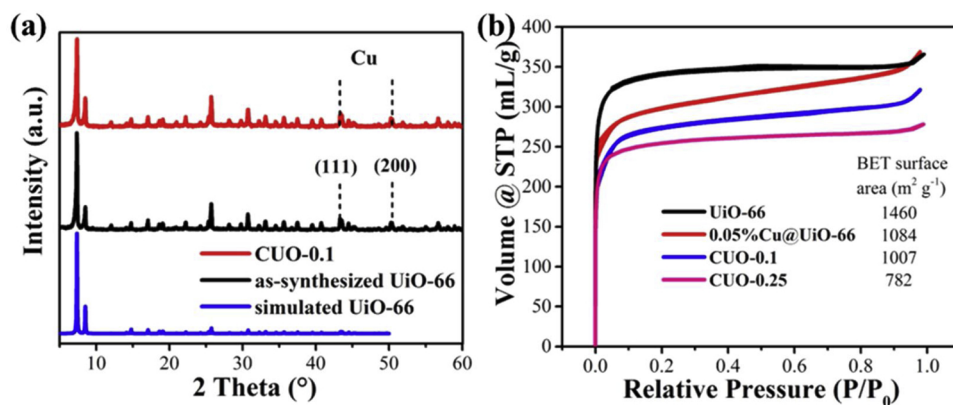 (a)
Cu
(111) (200)
CUO-0.1
as-synthesized UiO-66
simulated UiO-66
Intensity (a.u.)
10 20 30 40 50 60
2 Theta (°)
(b)
400
350
300
250
200
150
100
50
0
Volume @ STP (mL/g)
BET surface
area (m² g⁻¹)
UiO-66 1460
0.05%Cu@UiO-66 1084
CUO-0.1 1007
CUO-0.25 782
0.0 0.2 0.4 0.6 0.8 1.0
Relative Pressure (P/P₀)